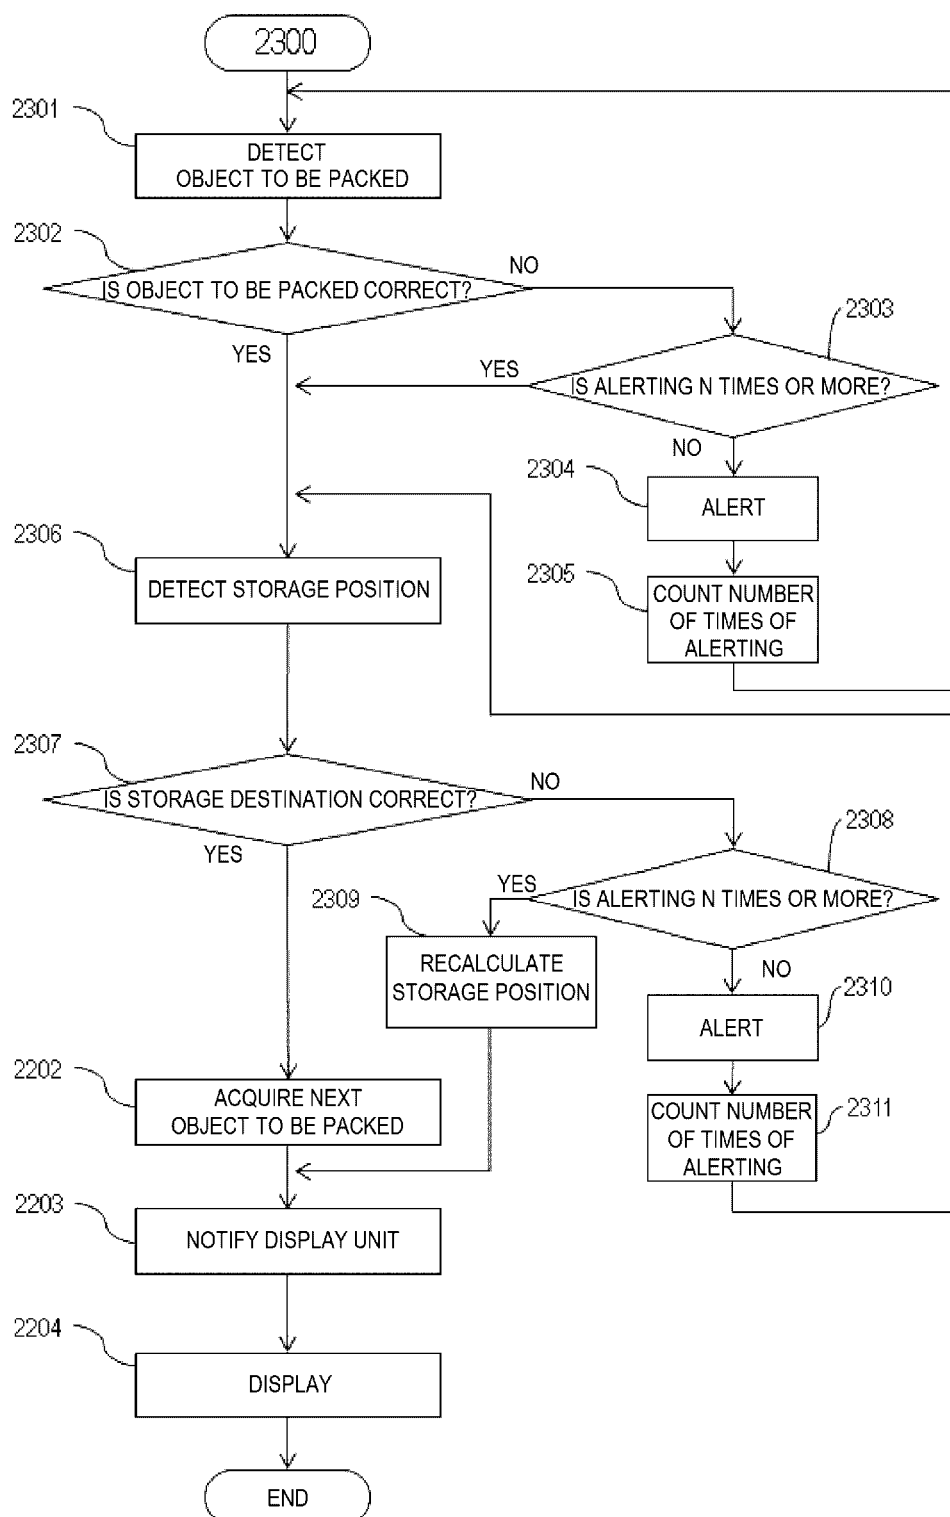 2300
2301
DETECT
OBJECT TO BE PACKED
2302
IS OBJECT TO BE PACKED CORRECT?
NO
YES
2303
YES
IS ALERTING N TIMES OR MORE?
NO
2304
ALERT
2305
COUNT NUMBER
OF TIMES OF
ALERTING
2306
DETECT STORAGE POSITION
2307
IS STORAGE DESTINATION CORRECT?
NO
YES
2308
YES
IS ALERTING N TIMES OR MORE?
NO
2309
RECALCULATE
STORAGE POSITION
2310
ALERT
2311
COUNT NUMBER
OF TIMES OF
ALERTING
2202
ACQUIRE NEXT
OBJECT TO BE PACKED
2203
NOTIFY DISPLAY UNIT
2204
DISPLAY
END